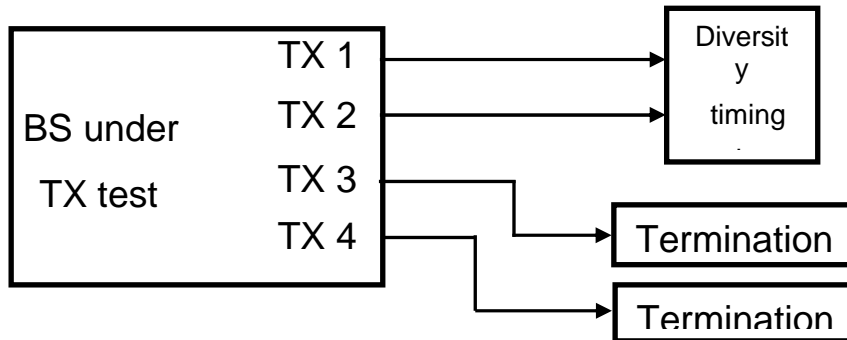 BS under
TX test
TX 1
TX 2
TX 3
TX 4
Diversit
y
timing
Termination
Termination